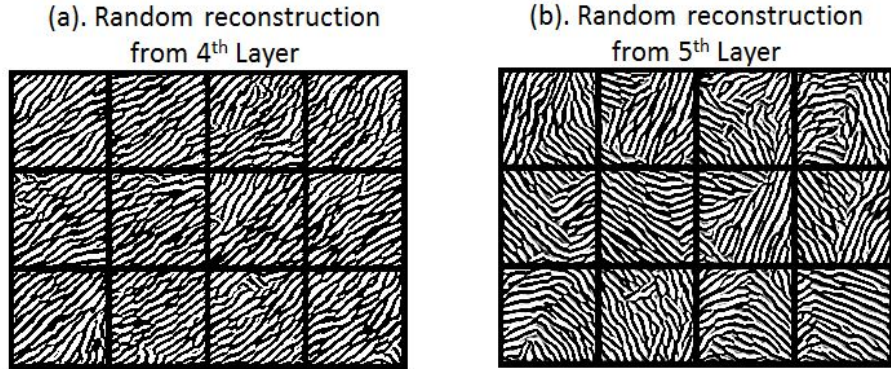 (a). Random reconstruction
from 4th Layer
(b). Random reconstruction
from 5th Layer